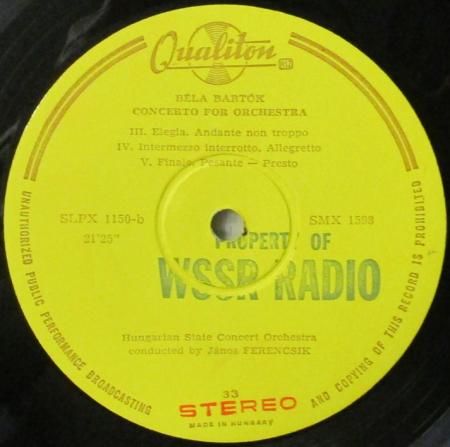 Qualiton
BÉLA BARTÓK
CONCERTO FOR ORCHESTRA
III. Elegia. Andante non troppo
IV. Intermezzo interrotto. Allegretto
V. Finale. Pesante — Presto
SLPX 1150-b
21'25"
SMX 1593
PROPERTY OF
WSSR RADIO
Hungarian State Concert Orchestra
conducted by János FERENCSIK
33
STEREO
MADE IN HUNGARY
UNAUTHORIZED PUBLIC PERFORMANCE BROADCASTING AND COPYING OF THIS RECORD IS PROHIBITED